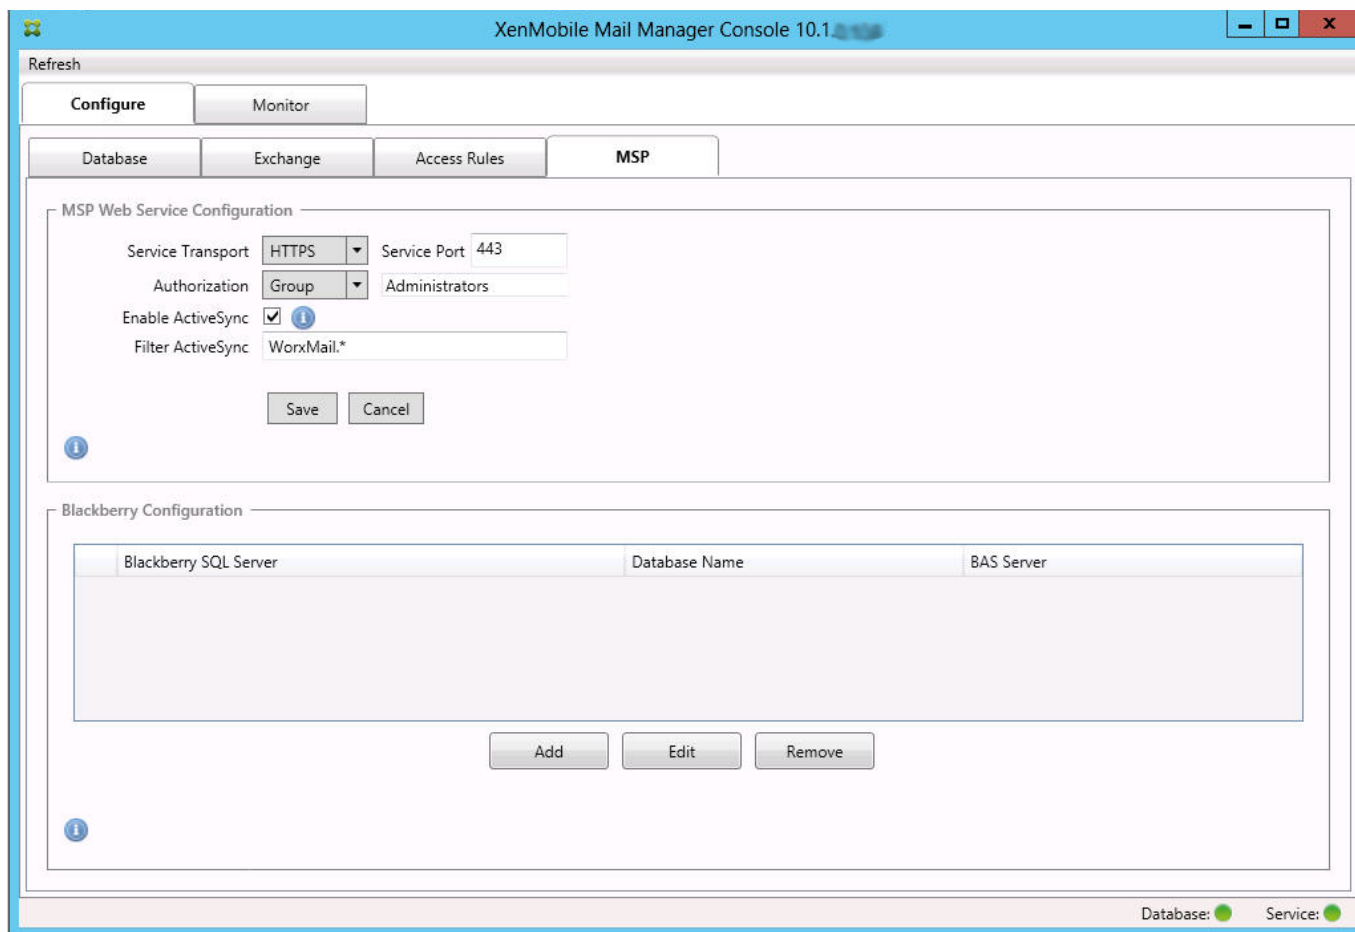 XenMobile Mail Manager Console 10.1.
Refresh
Configure Monitor
Database Exchange Access Rules MSP
MSP Web Service Configuration
Service Transport HTTPS Service Port 443
Authorization Group Administrators
Enable ActiveSync
Filter ActiveSync WorxMail.*
Save Cancel
Blackberry Configuration
Blackberry SQL Server Database Name BAS Server
Add Edit Remove
Database: Service: